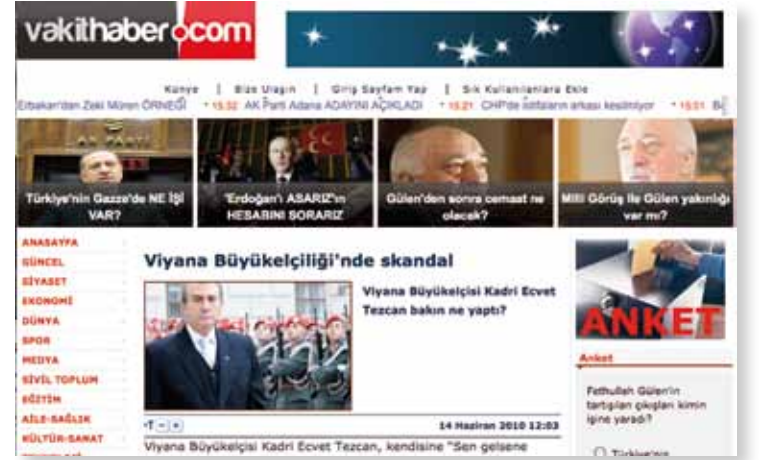 vakithaber.com
Künye | Bize Ulaşın | Giriş Sayfam Yap | Sık Kullanılanlara Ekle
Erbakan'dan Zeki Müren ÖRNEĞİ • 15:32 AK Parti Adana ADAYINI AÇIKLADI • 15:21 CHP'de istifaların arkası kesilmiyor • 15:01
AK PARTİ
Türkiye'nin Gazze'de NE İŞİ
VAR?
'Erdoğan'ı ASARIZ'ın
HESABINI SORARIZ
Gülen'den sonra cemaat ne
olacak?
Milli Görüş ile Gülen yakınlığı
var mı?
ANASAYFA
GÜNCEL
SİYASET
EKONOMİ
DÜNYA
SPOR
MEDYA
SİVİL TOPLUM
EĞİTİM
AİLE-SAĞLIK
KÜLTÜR-SANAT
Viyana Büyükelçiliği'nde skandal
Viyana Büyükelçisi Kadri Ecvet
Tezcan bakın ne yaptı?
-T - +
14 Haziran 2010 12:03
Viyana Büyükelçisi Kadri Ecvet Tezcan, kendisine "Sen gelsene
ANKET
Anket
Fethullah Gülen'in
tartışılan çıkışları kimin
işine yaradı?
Türkiye'nin